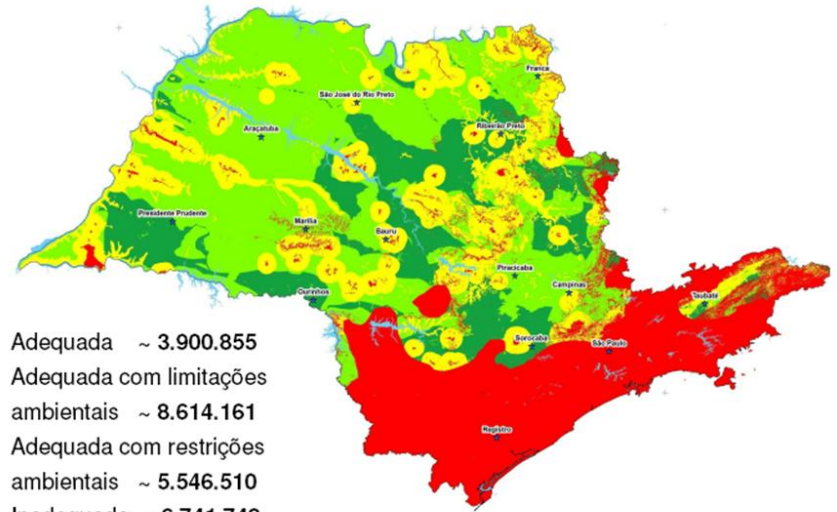 Franca
São José do Rio Preto
Ribeirão Preto
Araçatuba
Presidente Prudente
Marília
Bauru
Piracicaba
Campinas
Ourinhos
Taubaté
Sorocaba
São Paulo
Registro
Adequada ~ 3.900.855
Adequada com limitações
ambientais ~ 8.614.161
Adequada com restrições
ambientais ~ 5.546.510